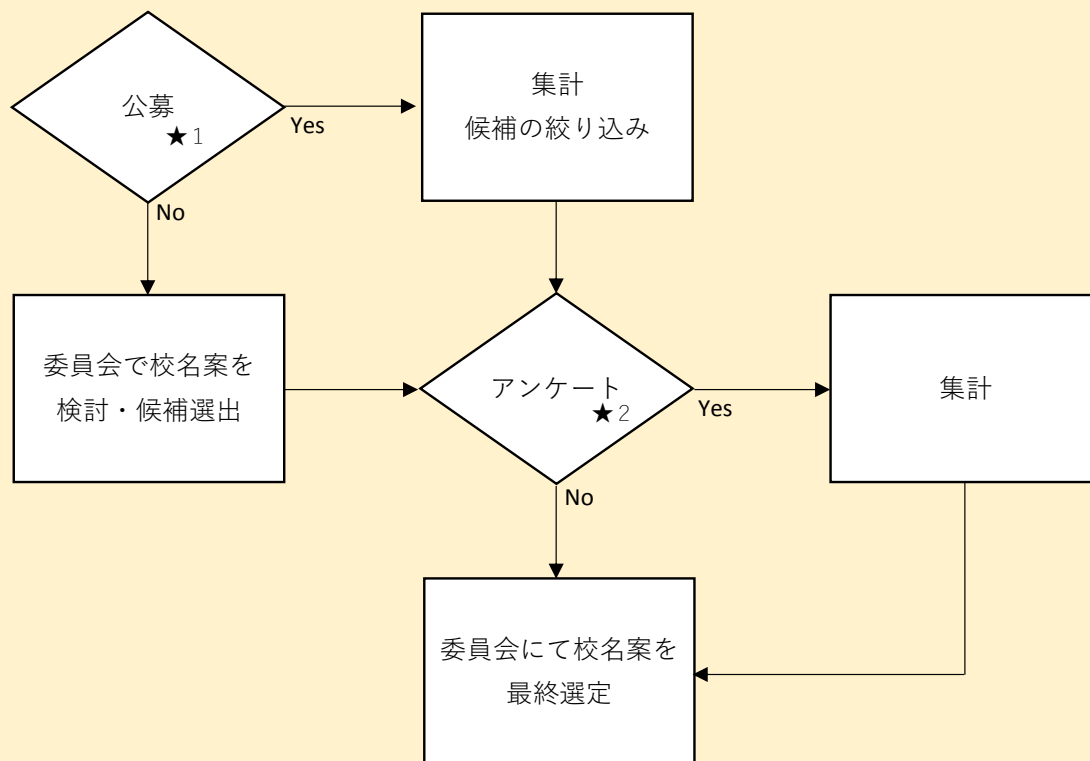 公募
★1
Yes
No
集計
候補の絞り込み
委員会で校名案を
検討・候補選出
アンケート
★2
Yes
No
集計
委員会にて校名案を
最終選定